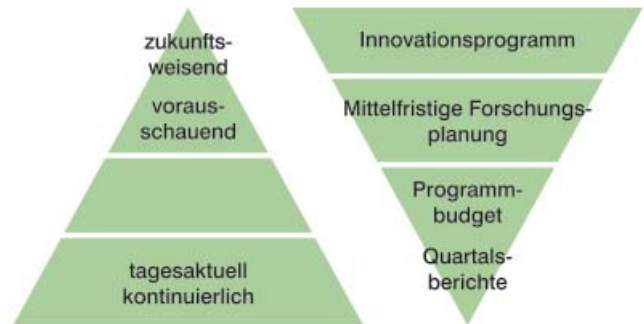 zukunfts-
weisend
voraus-
schauend
tagesaktuell
kontinuierlich
Innovationsprogramm
Mittelfristige Forschungs-
planung
Programm-
budget
Quartals-
berichte